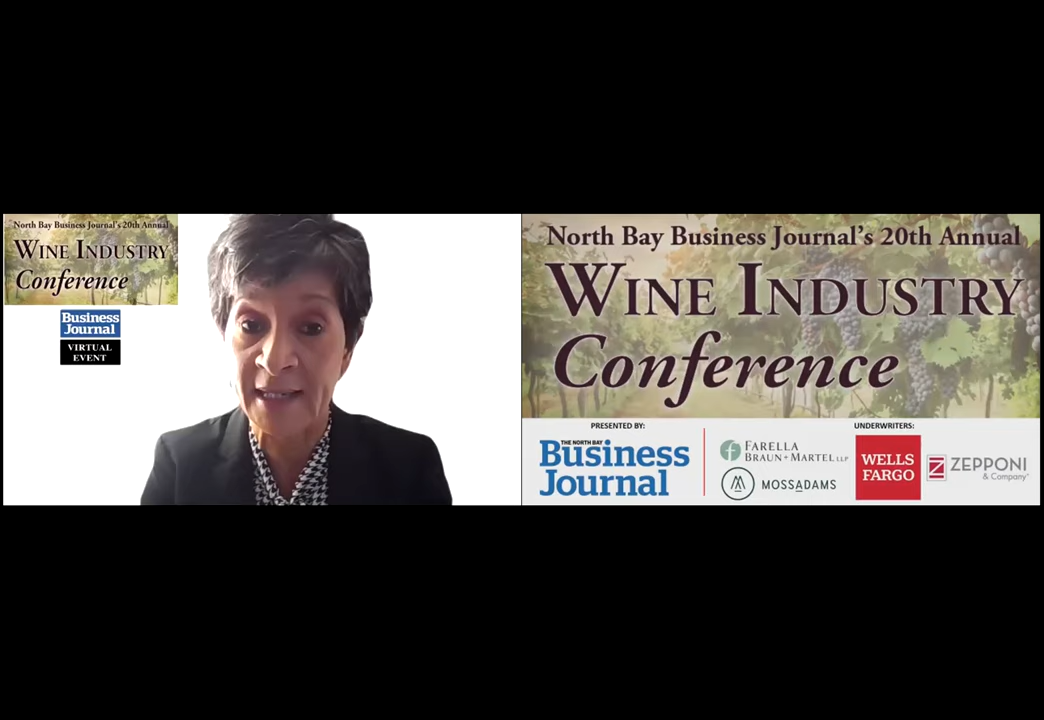 North Bay Business Journal's 20th Annual
WINE INDUSTRY
Conference
Business
Journal
VIRTUAL
EVENT
North Bay Business Journal's 20th Annual
WINE INDUSTRY
Conference
PRESENTED BY:
THE NORTH BAY
Business
Journal
FARELLA
BRAUN + MARTEL LLP
MOSSADAMS
UNDERWRITERS:
WELLS
FARGO
ZEPPONI
& Company